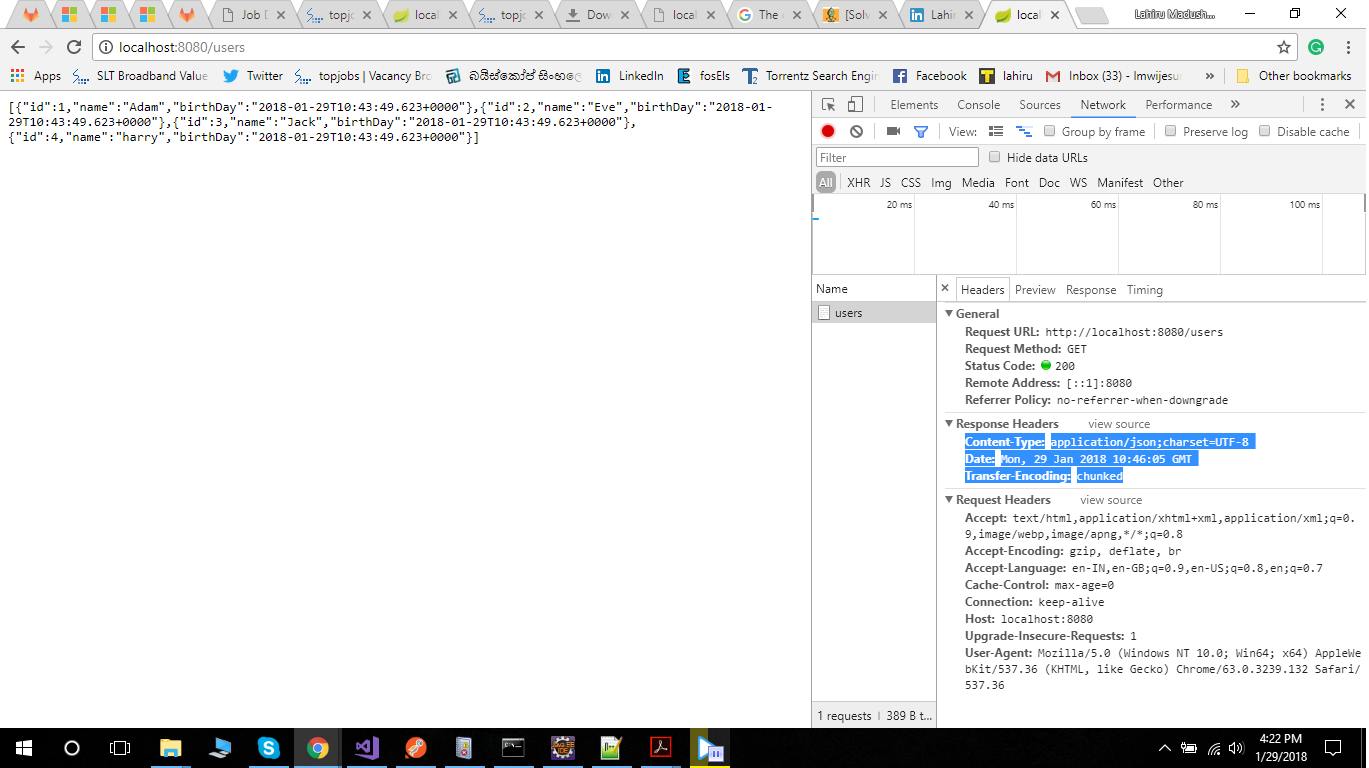 Job D
topjo
local
topjo
Dow
local
The
[Solv
Lahir
local
Lahiru Madush...
localhost:8080/users
Apps
SLT Broadband Value
Twitter
topjobs | Vacancy Bro
බයිස්කෝප් සිංහලෙ
LinkedIn
fosEls
Torrentz Search Engin
Facebook
lahiru
Inbox (33) - lmwijesur
»
Other bookmarks
[{"id":1,"name":"Adam","birthDay":"2018-01-29T10:43:49.623+0000"},{"id":2,"name":"Eve","birthDay":"2018-01-
29T10:43:49.623+0000"},{"id":3,"name":"Jack","birthDay":"2018-01-29T10:43:49.623+0000"},
{"id":4,"name":"harry","birthDay":"2018-01-29T10:43:49.623+0000"}]
Elements Console Sources Network Performance »
View: Group by frame Preserve log Disable cache
Filter Hide data URLs
All XHR JS CSS Img Media Font Doc WS Manifest Other
20 ms 40 ms 60 ms 80 ms 100 ms
Name
users
1 requests | 389 B t...
Headers Preview Response Timing
General
Request URL: http://localhost:8080/users
Request Method: GET
Status Code: 200
Remote Address: [::1]:8080
Referrer Policy: no-referrer-when-downgrade
Response Headers view source
Content-Type: application/json;charset=UTF-8
Date: Mon, 29 Jan 2018 10:46:05 GMT
Transfer-Encoding: chunked
Request Headers view source
Accept: text/html,application/xhtml+xml,application/xml;q=0.
9,image/webp,image/apng,*/*;q=0.8
Accept-Encoding: gzip, deflate, br
Accept-Language: en-IN,en-GB;q=0.9,en-US;q=0.8,en;q=0.7
Cache-Control: max-age=0
Connection: keep-alive
Host: localhost:8080
Upgrade-Insecure-Requests: 1
User-Agent: Mozilla/5.0 (Windows NT 10.0; Win64; x64) AppleWe
bKit/537.36 (KHTML, like Gecko) Chrome/63.0.3239.132 Safari/
537.36
4:22 PM
1/29/2018